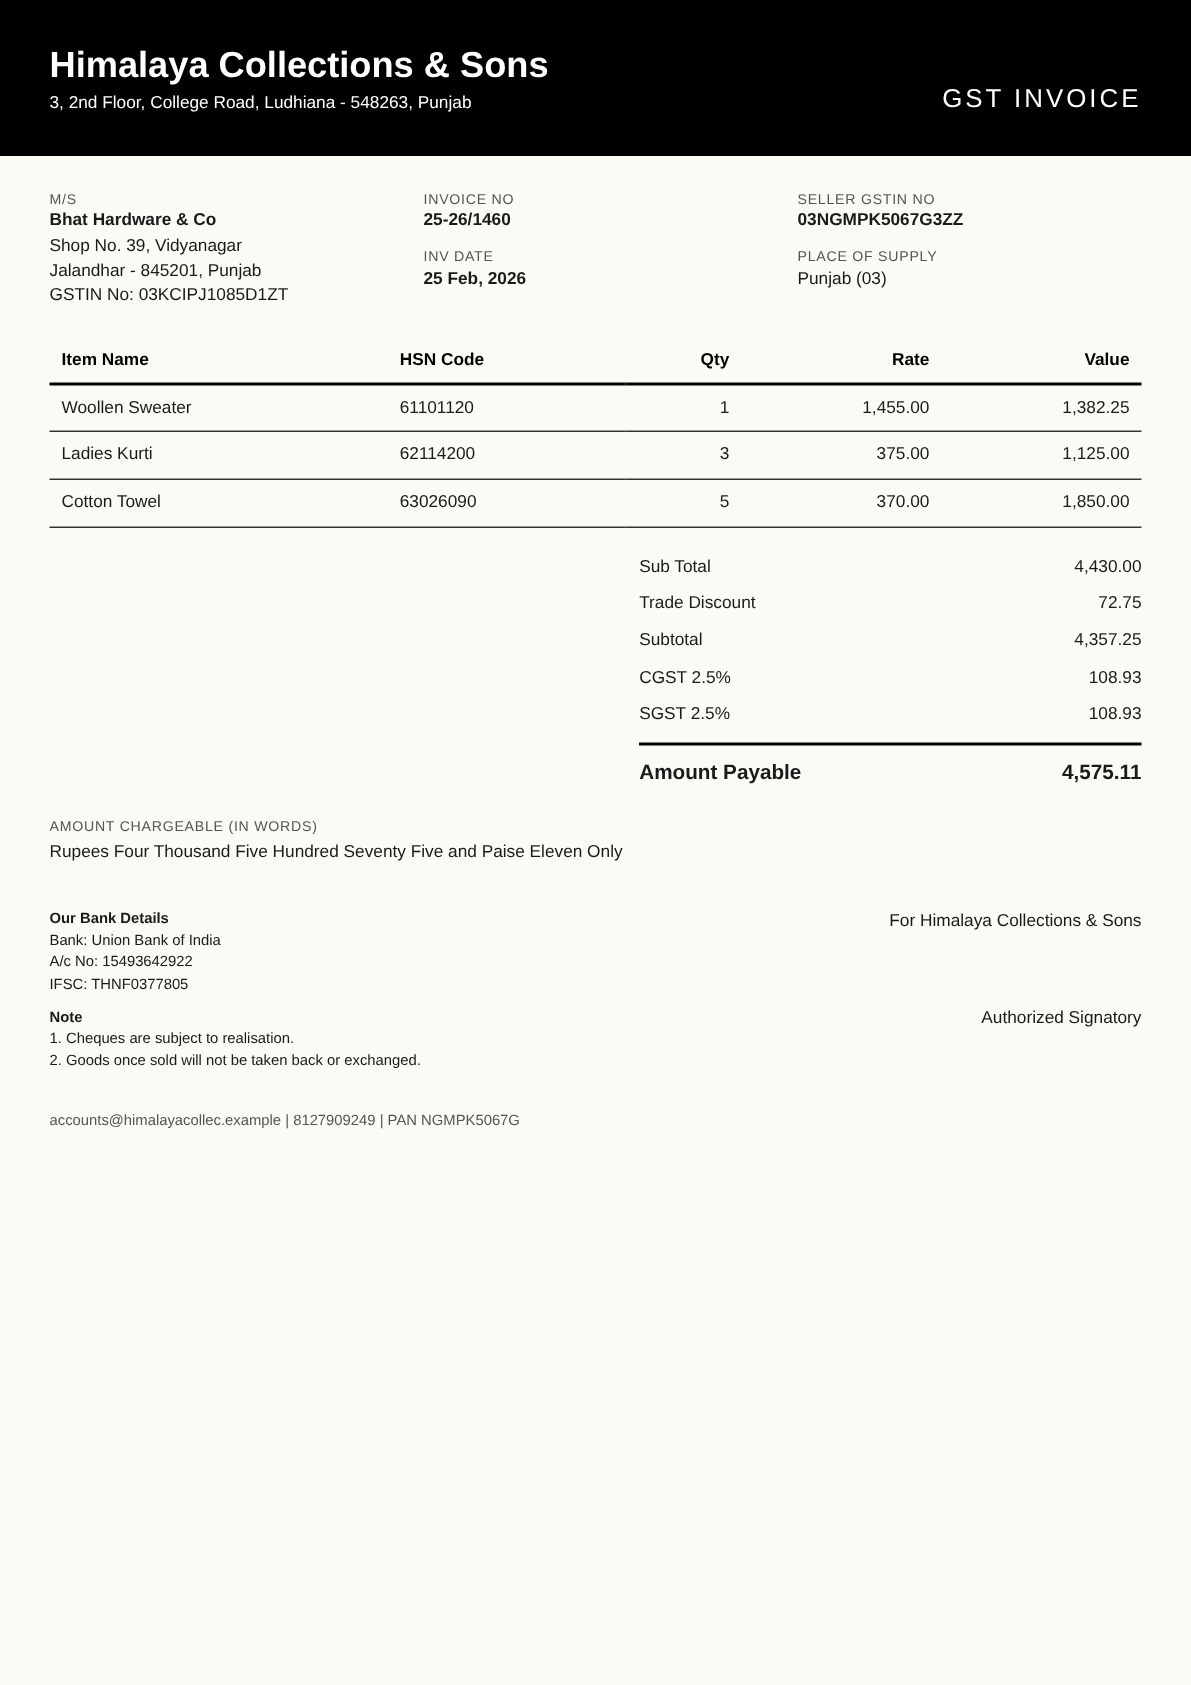 Himalaya Collections & Sons
3, 2nd Floor, College Road, Ludhiana - 548263, Punjab
GST INVOICE
M/S
Bhat Hardware & Co
Shop No. 39, Vidyanagar
Jalandhar - 845201, Punjab
GSTIN No: 03KCIPJ1085D1ZT
INVOICE NO
25-26/1460
INV DATE
25 Feb, 2026
SELLER GSTIN NO
03NGMPK5067G3ZZ
PLACE OF SUPPLY
Punjab (03)
Item Name HSN Code Qty Rate Value
Woollen Sweater 61101120 1 1,455.00 1,382.25
Ladies Kurti 62114200 3 375.00 1,125.00
Cotton Towel 63026090 5 370.00 1,850.00
Sub Total 4,430.00
Trade Discount 72.75
Subtotal 4,357.25
CGST 2.5% 108.93
SGST 2.5% 108.93
Amount Payable 4,575.11
AMOUNT CHARGEABLE (IN WORDS)
Rupees Four Thousand Five Hundred Seventy Five and Paise Eleven Only
Our Bank Details
Bank: Union Bank of India
A/c No: 15493642922
IFSC: THNF0377805
Note
1. Cheques are subject to realisation.
2. Goods once sold will not be taken back or exchanged.
For Himalaya Collections & Sons
Authorized Signatory
accounts@himalayacollec.example | 8127909249 | PAN NGMPK5067G